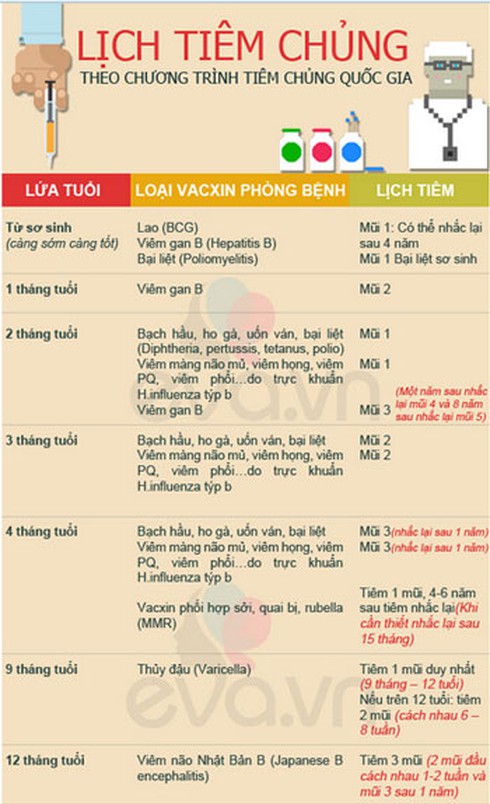 LỊCH TIÊM CHỦNG
THEO CHƯƠNG TRÌNH TIÊM CHỦNG QUỐC GIA
LỨA TUỔI
LOẠI VACXIN PHÒNG BỆNH
LỊCH TIÊM
Từ sơ sinh
(càng sớm càng tốt)
Lao (BCG)
Viêm gan B (Hepatitis B)
Bại liệt (Poliomyelitis)
Mũi 1: Có thể nhắc lại
sau 4 năm
Mũi 1 Bại liệt sơ sinh
1 tháng tuổi
Viêm gan B
Mũi 2
2 tháng tuổi
Bạch hầu, ho gà, uốn ván, bại liệt
(Diphtheria, pertussis, tetanus, polio)
Viêm màng não mủ, viêm họng, viêm
PQ, viêm phổi...do trực khuẩn
H.influenza týp b
Viêm gan B
Mũi 1
Mũi 1
Mũi 3
(Một năm sau nhắc
lại mũi 4 và 8 năm
sau nhắc lại mũi 5)
3 tháng tuổi
Bạch hầu, ho gà, uốn ván, bại liệt
Viêm màng não mủ, viêm họng, viêm
PQ, viêm phổi...do trực khuẩn
H.influenza týp b
Mũi 2
Mũi 2
4 tháng tuổi
Bạch hầu, ho gà, uốn ván, bại liệt
Viêm màng não mủ, viêm họng, viêm
PQ, viêm phổi...do trực khuẩn
H.influenza týp b
Vacxin phối hợp sởi, quai bị, rubella
(MMR)
Mũi 3(nhắc lại sau 1 năm)
Mũi 3(nhắc lại sau 1 năm)
Tiêm 1 mũi, 4-6 năm
sau tiêm nhắc lại(Khi
cần thiết nhắc lại sau
15 tháng)
9 tháng tuổi
Thủy đậu (Varicella)
Tiêm 1 mũi duy nhất
(9 tháng – 12 tuổi)
Nếu trên 12 tuổi: tiêm
2 mũi (cách nhau 6 –
8 tuần)
12 tháng tuổi
Viêm não Nhật Bản B (Japanese B
encephalitis)
Tiêm 3 mũi (2 mũi đầu
cách nhau 1-2 tuần và
mũi 3 sau 1 năm)
eva.vn
eva.vn